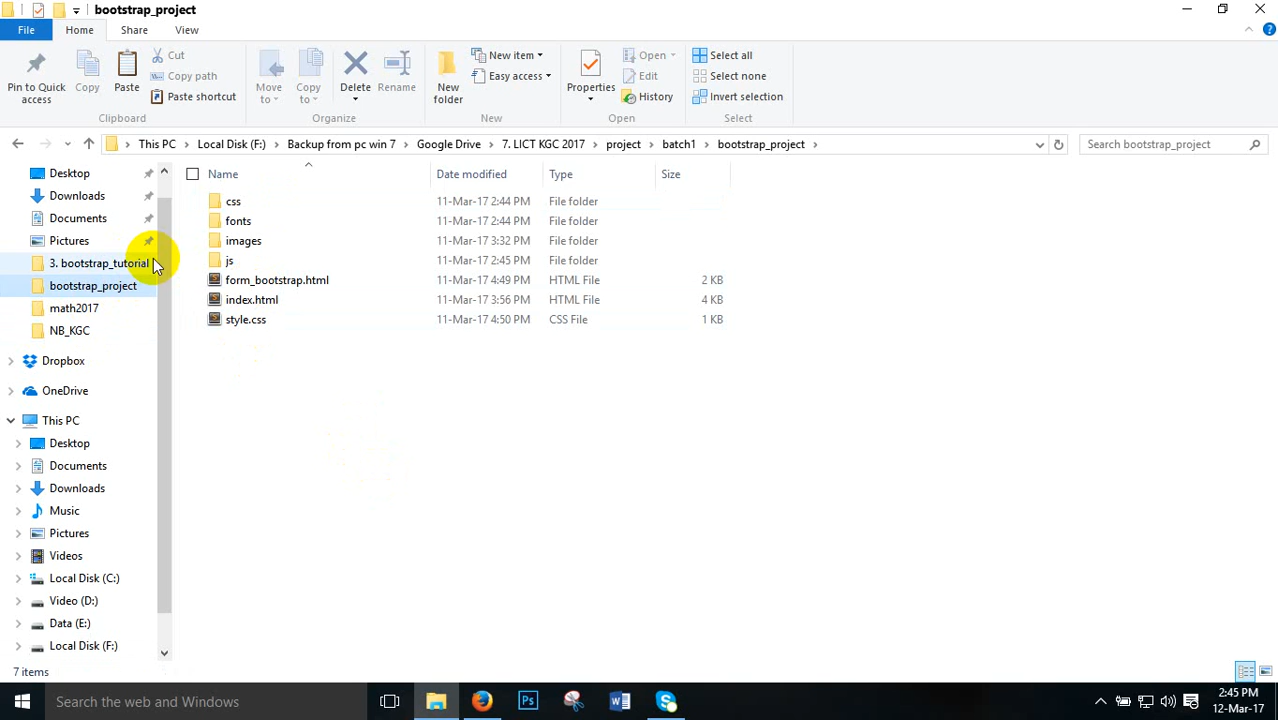 bootstrap_project
File Home Share View
Pin to Quick access
Copy
Paste
Cut
Copy path
Paste shortcut
Clipboard
Move to
Copy to
Delete
Rename
Organize
New folder
New item
Easy access
New
Properties
Open
Edit
History
Open
Select all
Select none
Invert selection
Select
This PC Local Disk (F:) Backup from pc win 7 Google Drive 7. LICT KGC 2017 project batch1 bootstrap_project
Search bootstrap_project
Desktop
Downloads
Documents
Pictures
3. bootstrap_tutorial
bootstrap_project
math2017
NB_KGC
Dropbox
OneDrive
This PC
Desktop
Documents
Downloads
Music
Pictures
Videos
Local Disk (C:)
Video (D:)
Data (E:)
Local Disk (F:)
Name Date modified Type Size
css 11-Mar-17 2:44 PM File folder
fonts 11-Mar-17 2:44 PM File folder
images 11-Mar-17 3:32 PM File folder
js 11-Mar-17 2:45 PM File folder
form_bootstrap.html 11-Mar-17 4:49 PM HTML File 2 KB
index.html 11-Mar-17 3:56 PM HTML File 4 KB
style.css 11-Mar-17 4:50 PM CSS File 1 KB
7 items
Search the web and Windows
Ps
2:45 PM
12-Mar-17